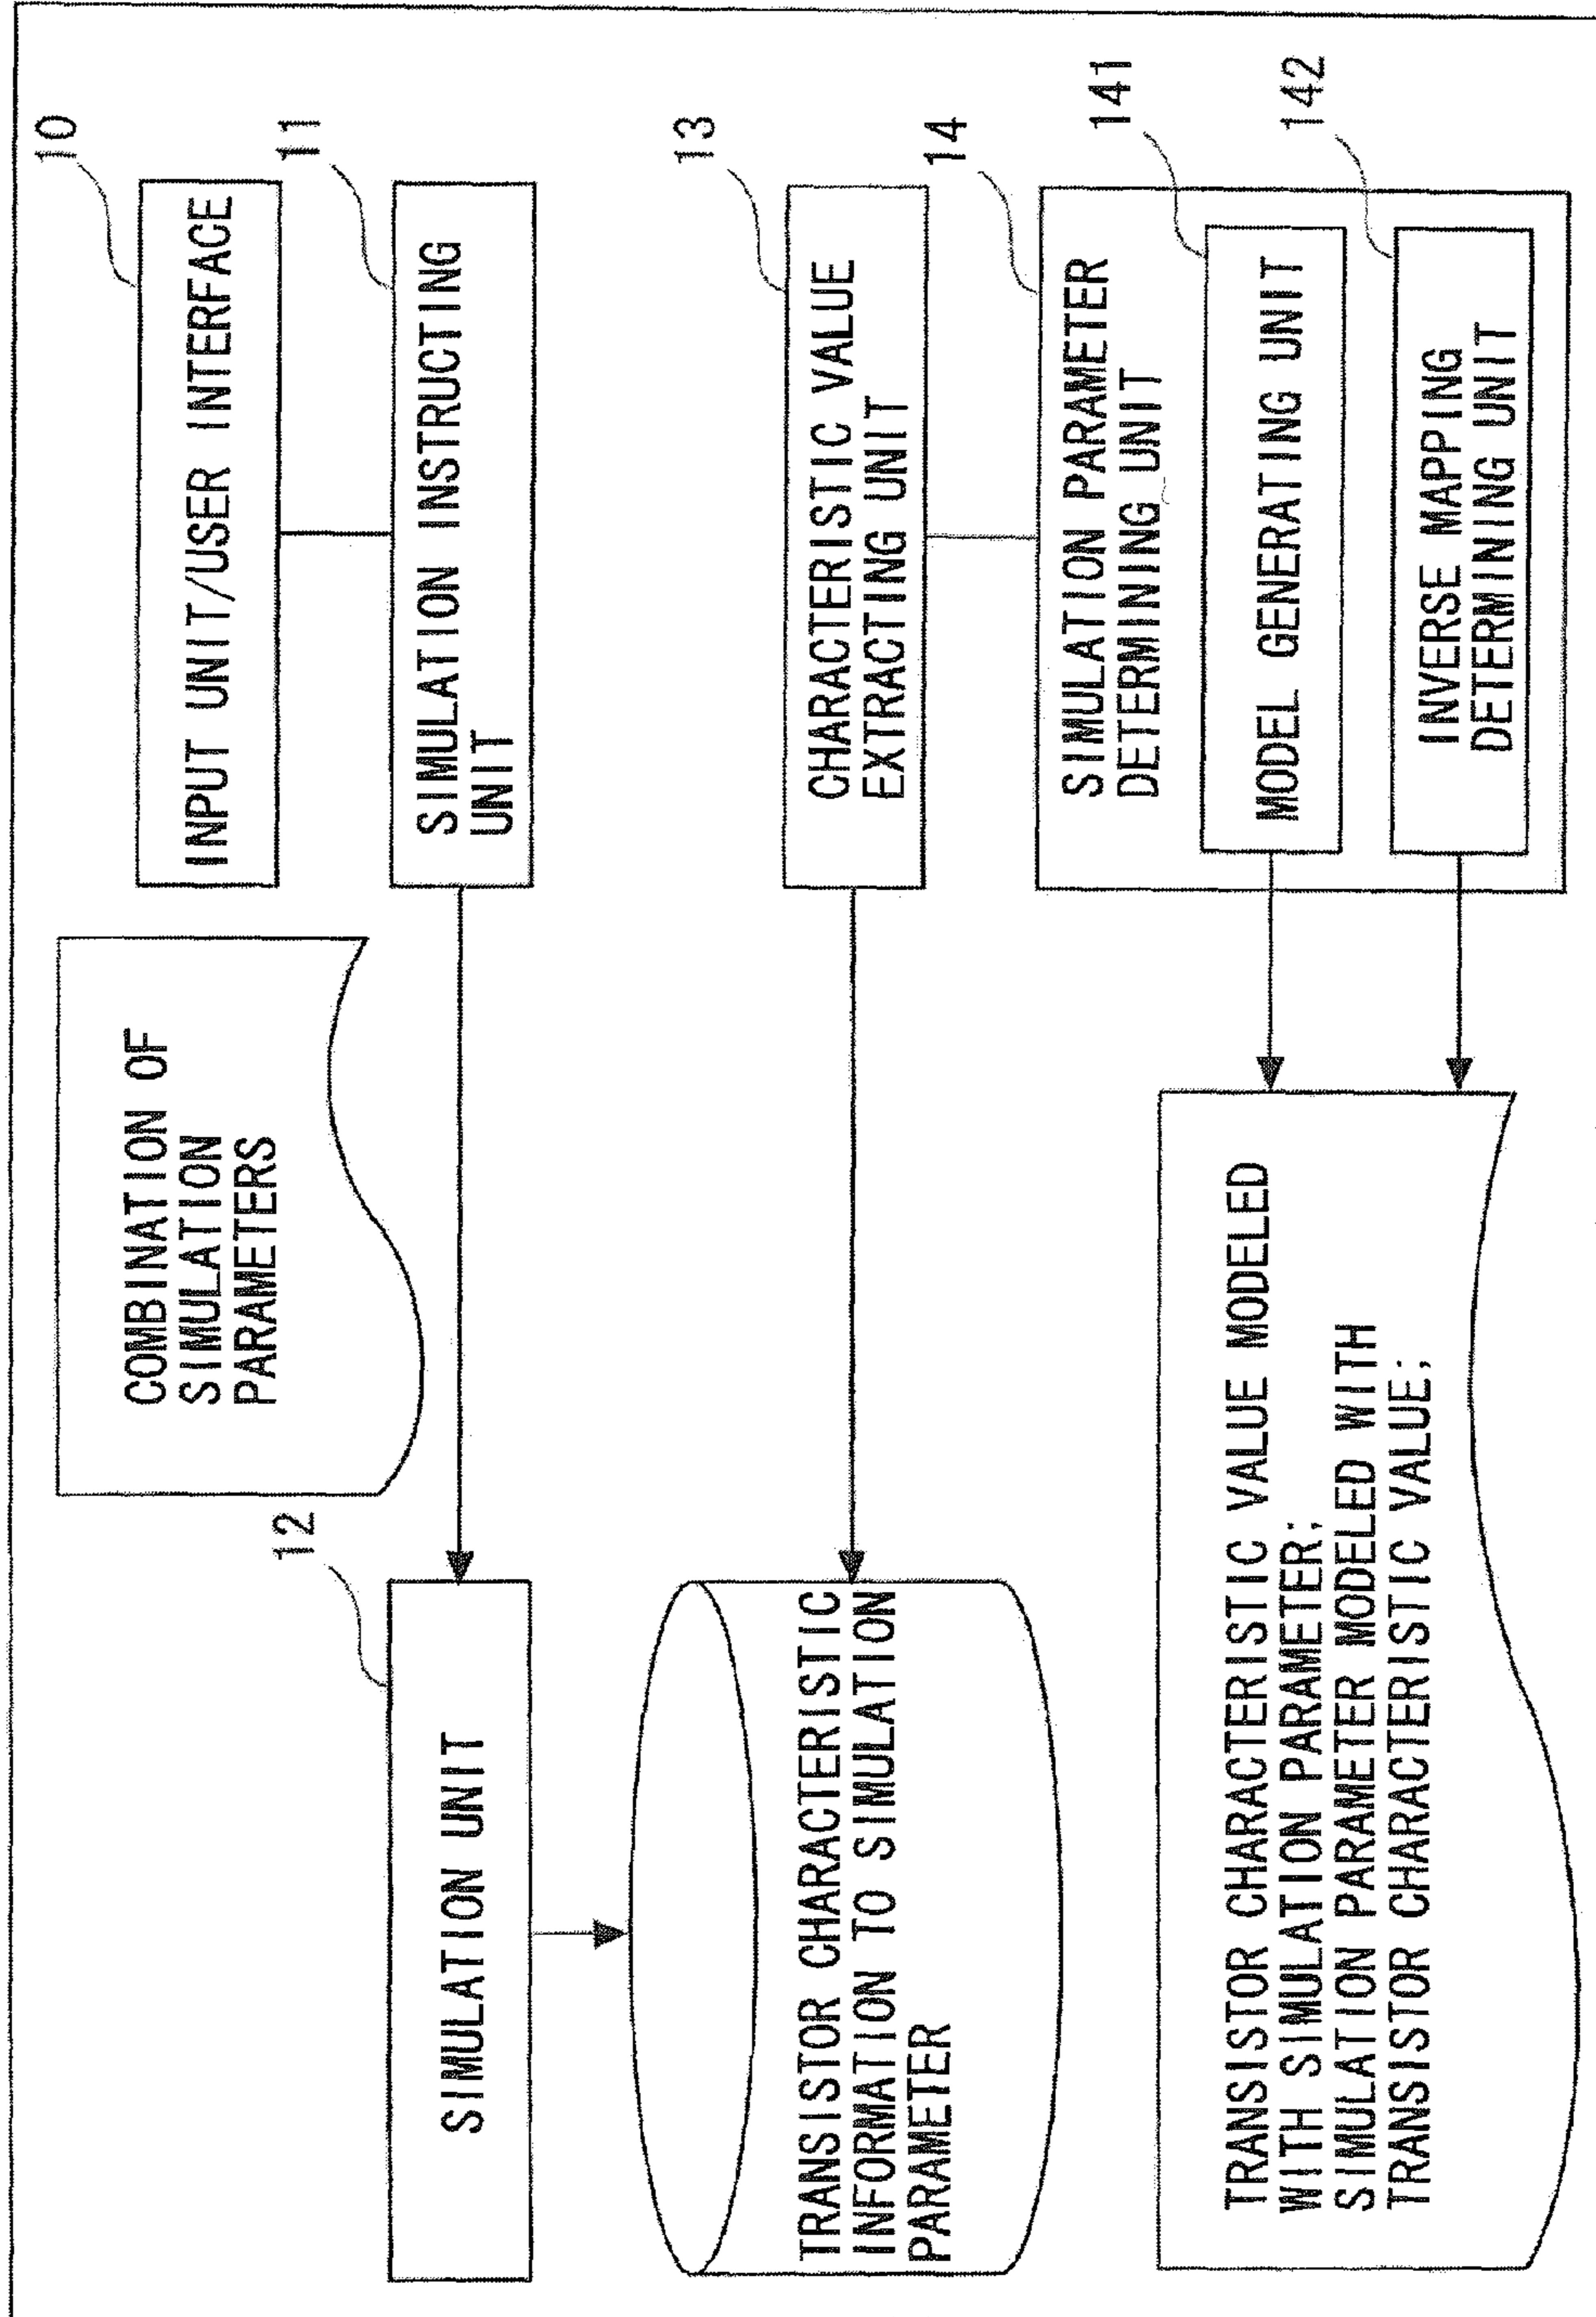 10
INPUT UNIT/USER INTERFACE
11
SIMULATION INSTRUCTING
UNIT
COMBINATION OF
SIMULATION
PARAMETERS
12
SIMULATION UNIT
13
CHARACTERISTIC VALUE
EXTRACTING UNIT
TRANSISTOR CHARACTERISTIC
INFORMATION TO SIMULATION
PARAMETER
14
SIMULATION PARAMETER
DETERMINING UNIT
141
MODEL GENERATING UNIT
142
INVERSE MAPPING
DETERMINING UNIT
TRANSISTOR CHARACTERISTIC VALUE MODELED
WITH SIMULATION PARAMETER;
SIMULATION PARAMETER MODELED WITH
TRANSISTOR CHARACTERISTIC VALUE;